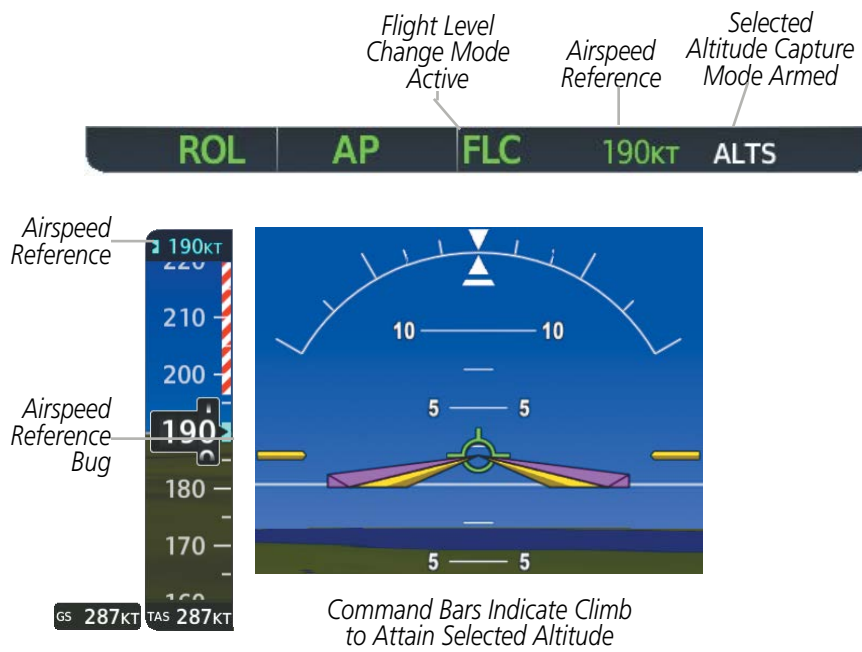 Flight Level
Change Mode
Active
Airspeed
Reference
Selected
Altitude Capture
Mode Armed
ROL AP FLC 190KT ALTS
Airspeed
Reference
190KT
220
210
200
Airspeed
Reference
Bug
190
180
170
160
GS 287KT TAS 287KT
10 10
5 5
5 5
Command Bars Indicate Climb
to Attain Selected Altitude